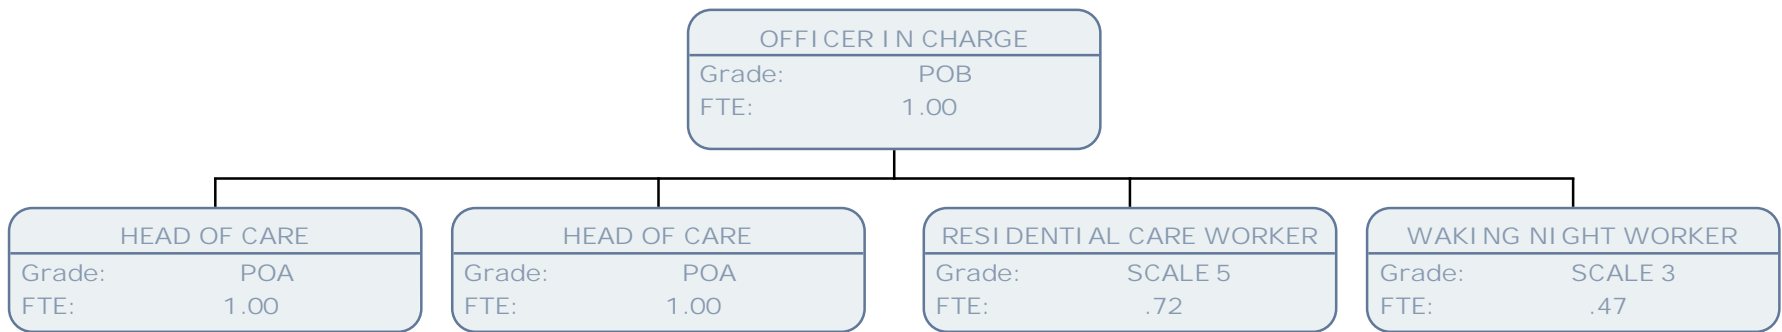 OFFICER IN CHARGE
Grade: POB
FTE: 1.00
HEAD OF CARE
Grade: POA
FTE: 1.00
HEAD OF CARE
Grade: POA
FTE: 1.00
RESIDENTIAL CARE WORKER
Grade: SCALE 5
FTE: .72
WAKING NIGHT WORKER
Grade: SCALE 3
FTE: .47